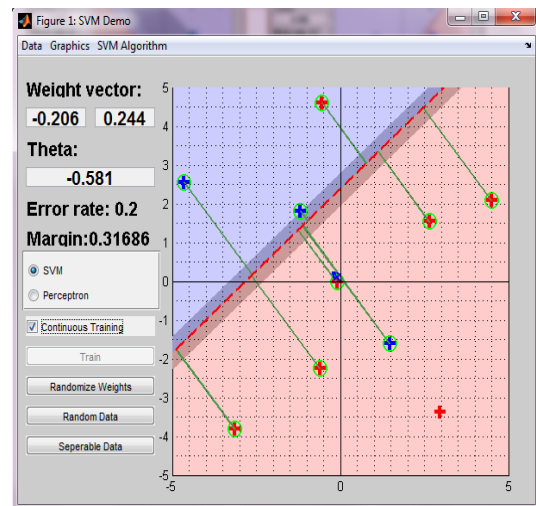 Figure 1: SVM Demo
Data Graphics SVM Algorithm
Weight vector:
-0.206 0.244
Theta:
-0.581
Error rate: 0.2
Margin:0.31686
SVM
Perceptron
Continuous Training
Train
Randomize Weights
Random Data
Seperable Data
5
4
3
2
1
0
-1
-2
-3
-4
-5
-5 0 5